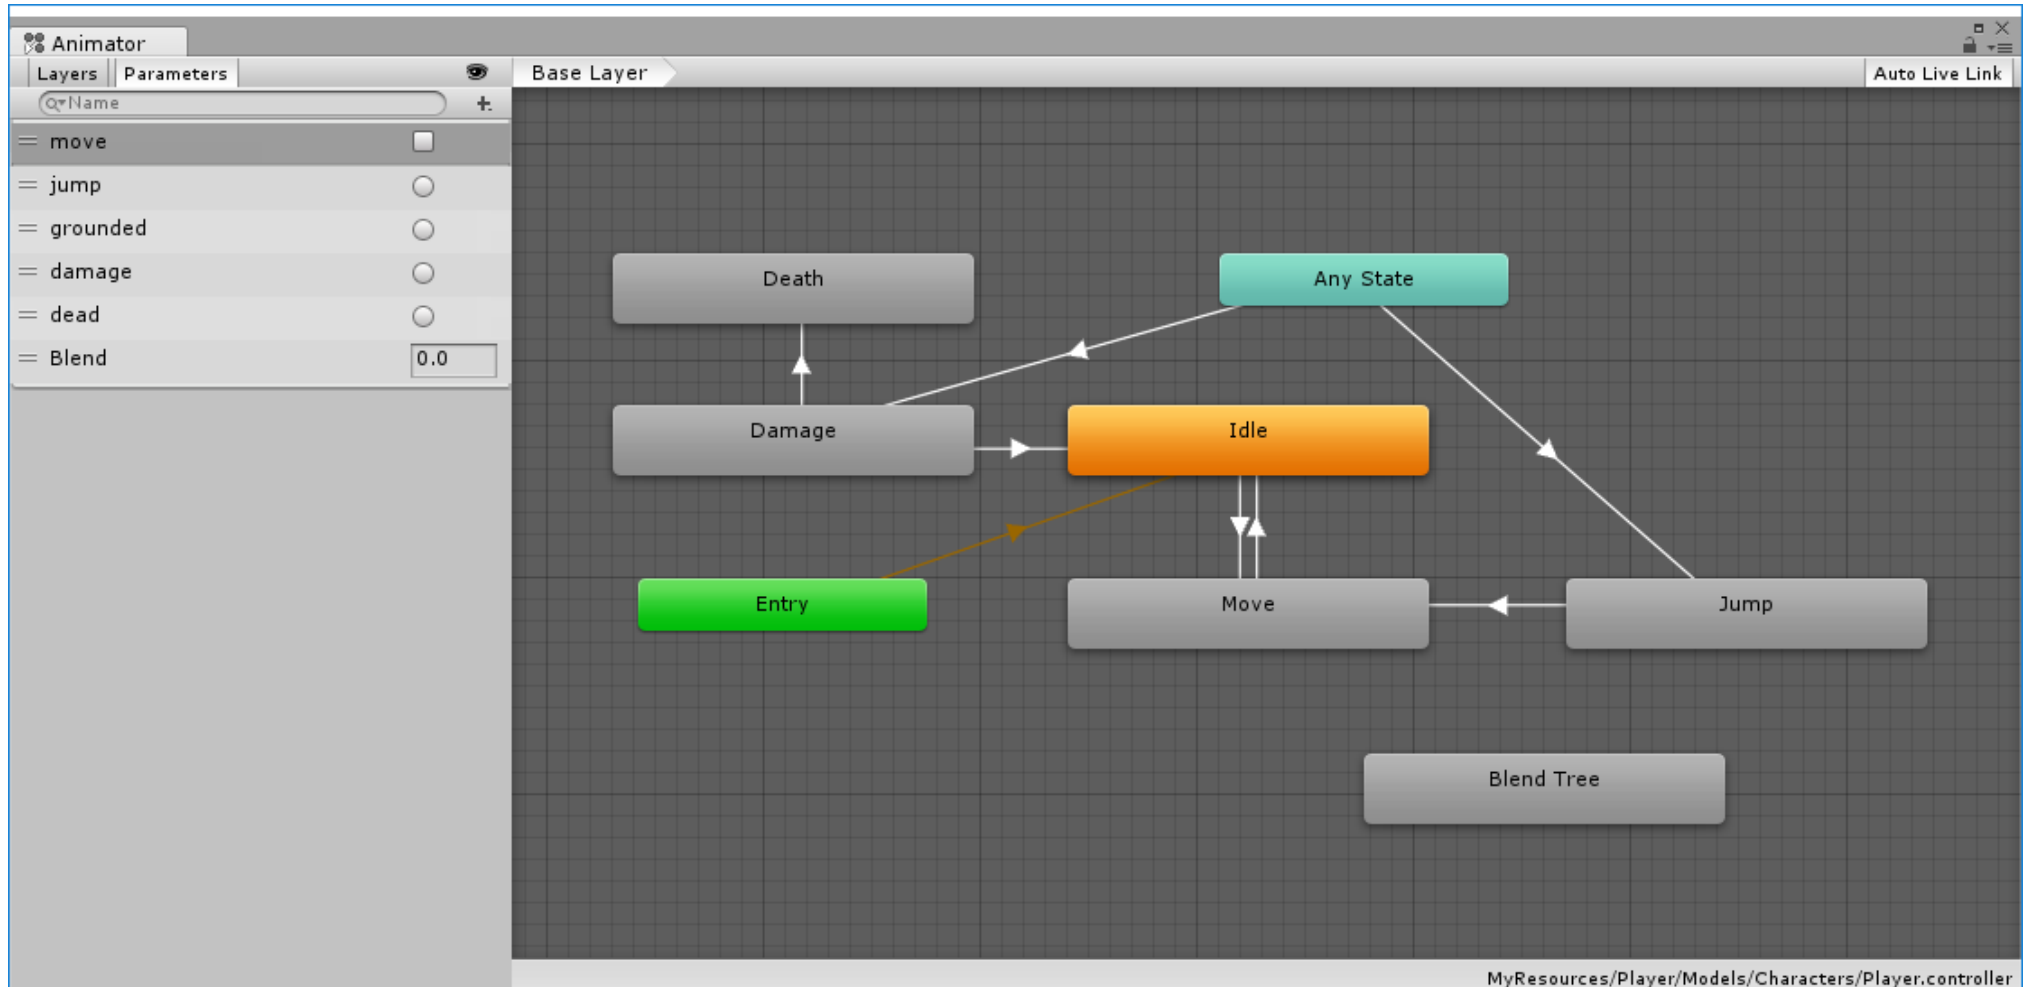 Animator
Layers Parameters
Base Layer
Auto Live Link
Name
move
jump
grounded
damage
dead
Blend 0.0
Death
Any State
Damage
Idle
Entry
Move
Jump
Blend Tree
MyResources/Player/Models/Characters/Player.controller